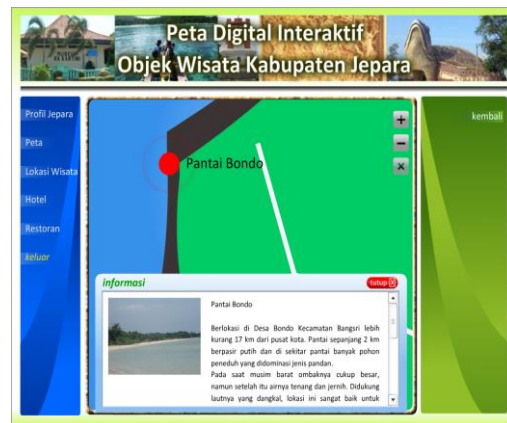 Peta Digital Interaktif
Objek Wisata Kabupaten Jepara
Profil Jepara
Peta
Lokasi Wisata
Hotel
Restoran
keluar
kembali
+
-
x
Pantai Bondo
informasi
tutup x
Pantai Bondo
Berlokasi di Desa Bondo Kecamatan Bangsri lebih
kurang 17 km dari pusat kota. Pantai sepanjang 2 km
berpasir putih dan di sekitar pantai banyak pohon
peneduh yang didominasi jenis pandan.
Pada saat musim barat ombaknya cukup besar,
namun setelah itu airnya tenang dan jernih. Didukung
lautnya yang dangkal, lokasi ini sangat baik untuk